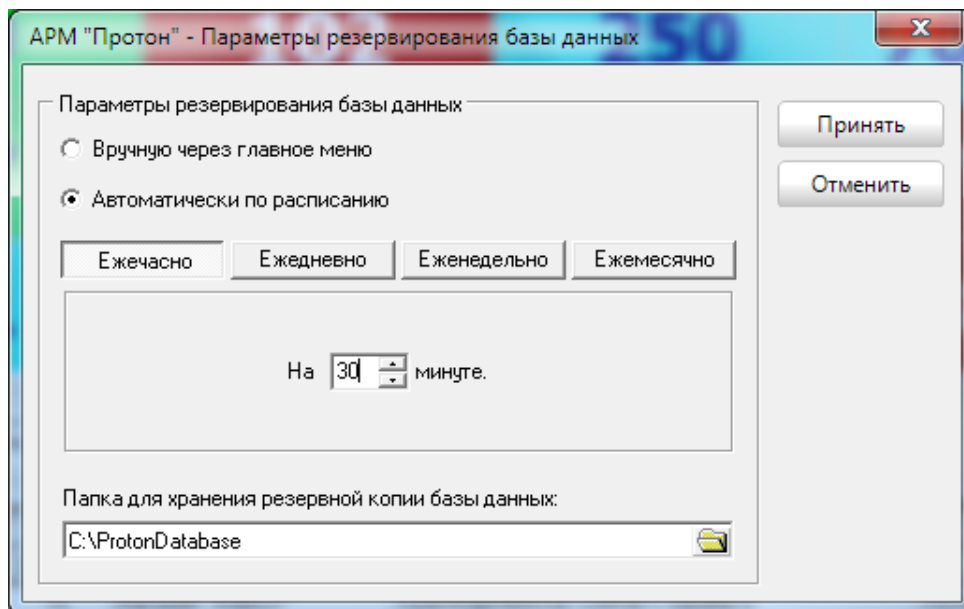 АРМ "Протон" - Параметры резервирования базы данных
Параметры резервирования базы данных
Вручную через главное меню
Автоматически по расписанию
Ежечасно Ежедневно Еженедельно Ежемесячно
На 30 минуте.
Папка для хранения резервной копии базы данных:
C:\ProtonDatabase
Принять
Отменить
250